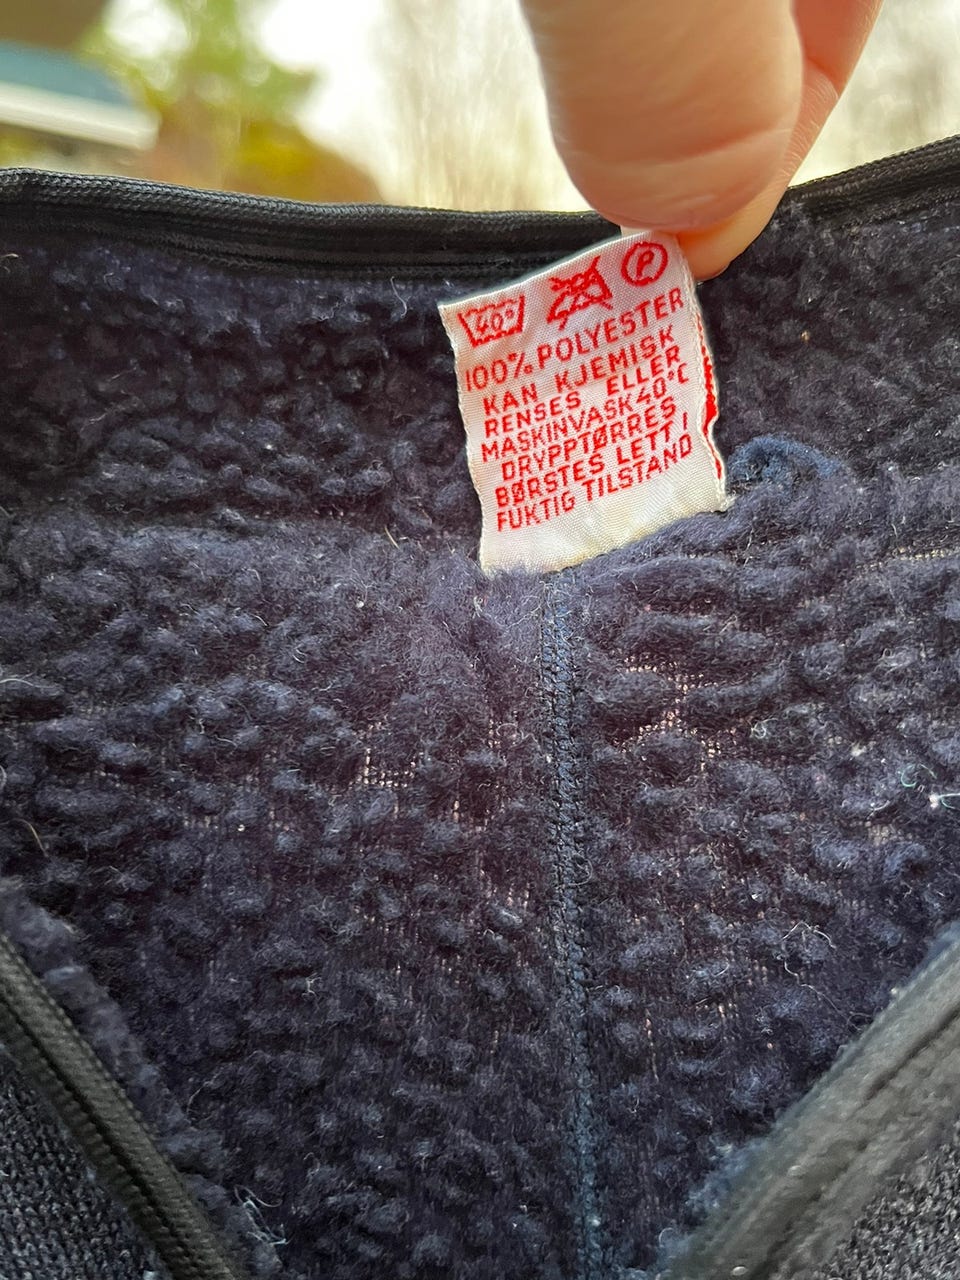 40° P
100% POLYESTER
KAN KJEMISK
RENSES ELLER
MASKINVASK 40°C
DRYPPTØRRES,
BØRSTES LETT I
FUKTIG TILSTAND